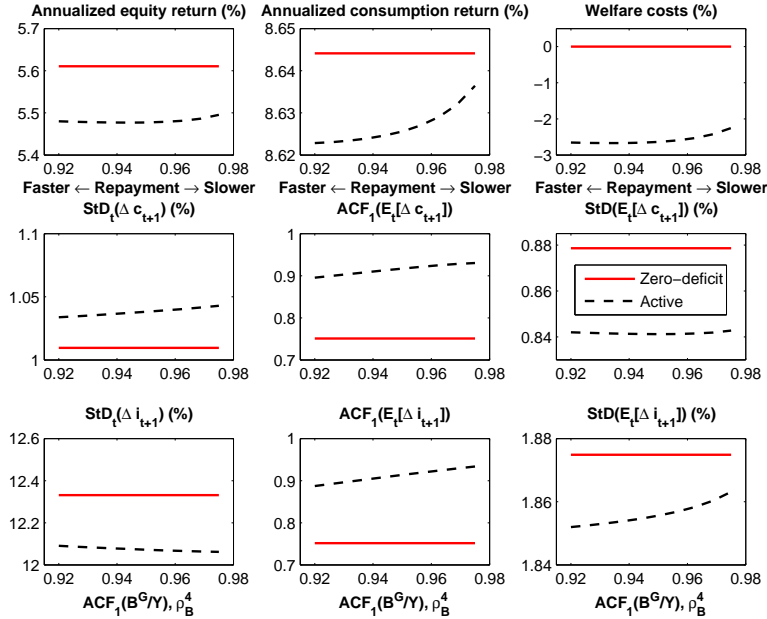 Annualized equity return (%)
Annualized consumption return (%)
Welfare costs (%)
5.7
5.6
5.5
5.4
0.92 0.94 0.96 0.98
Faster ← Repayment → Slower
8.65
8.64
8.63
8.62
0.92 0.94 0.96 0.98
Faster ← Repayment → Slower
0
−1
−2
−3
0.92 0.94 0.96 0.98
Faster ← Repayment → Slower
StD_t(Δ c_{t+1}) (%)
ACF_1(E_t[Δ c_{t+1}])
StD(E_t[Δ c_{t+1}]) (%)
1.1
1.05
1
0.92 0.94 0.96 0.98
1
0.9
0.8
0.7
0.92 0.94 0.96 0.98
0.88
0.86
0.84
0.92 0.94 0.96 0.98
Zero−deficit
Active
StD_t(Δ i_{t+1}) (%)
ACF_1(E_t[Δ i_{t+1}])
StD(E_t[Δ i_{t+1}]) (%)
12.6
12.4
12.2
12
0.92 0.94 0.96 0.98
ACF_1(B^G/Y), ρ_B^4
1
0.9
0.8
0.7
0.92 0.94 0.96 0.98
ACF_1(B^G/Y), ρ_B^4
1.88
1.86
1.84
0.92 0.94 0.96 0.98
ACF_1(B^G/Y), ρ_B^4